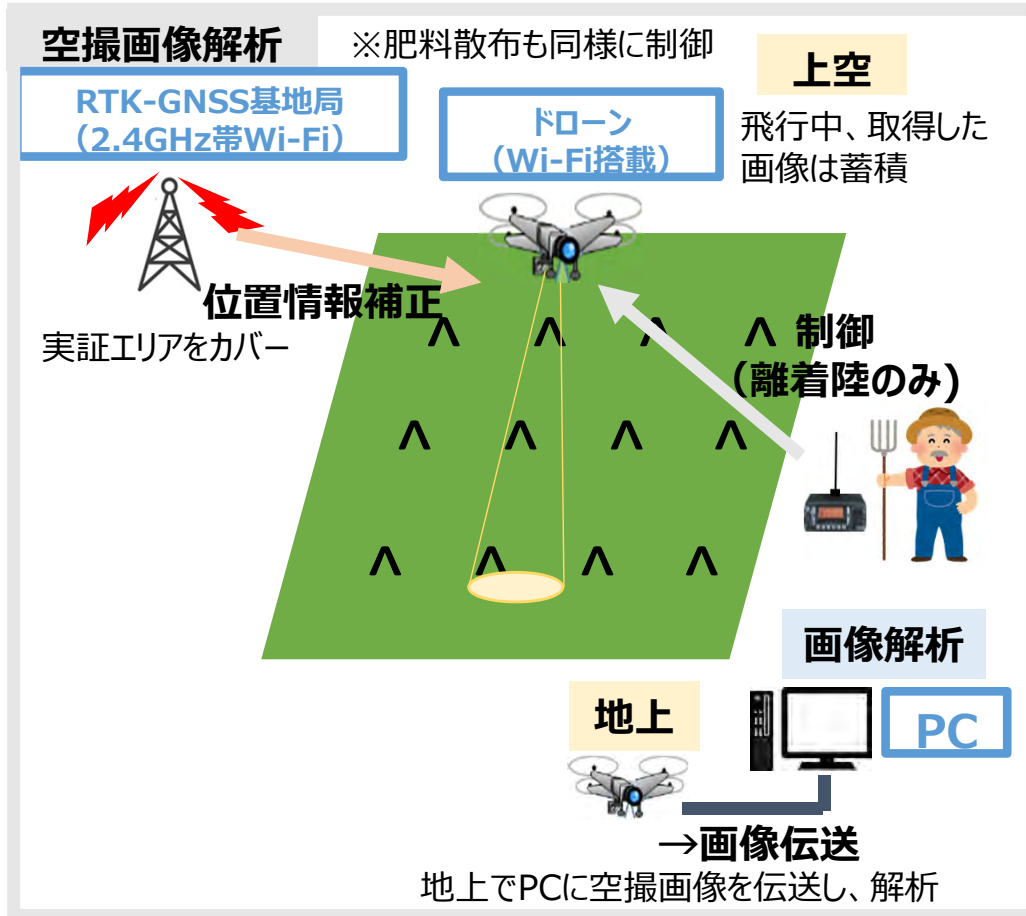 空撮画像解析
※肥料散布も同様に制御
RTK-GNSS基地局
（2.4GHz帯Wi-Fi）
ドローン
（Wi-Fi搭載）
上空
飛行中、取得した
画像は蓄積
位置情報補正
実証エリアをカバー
制御
（離着陸のみ)
画像解析
PC
地上
→画像伝送
地上でPCに空撮画像を伝送し、解析